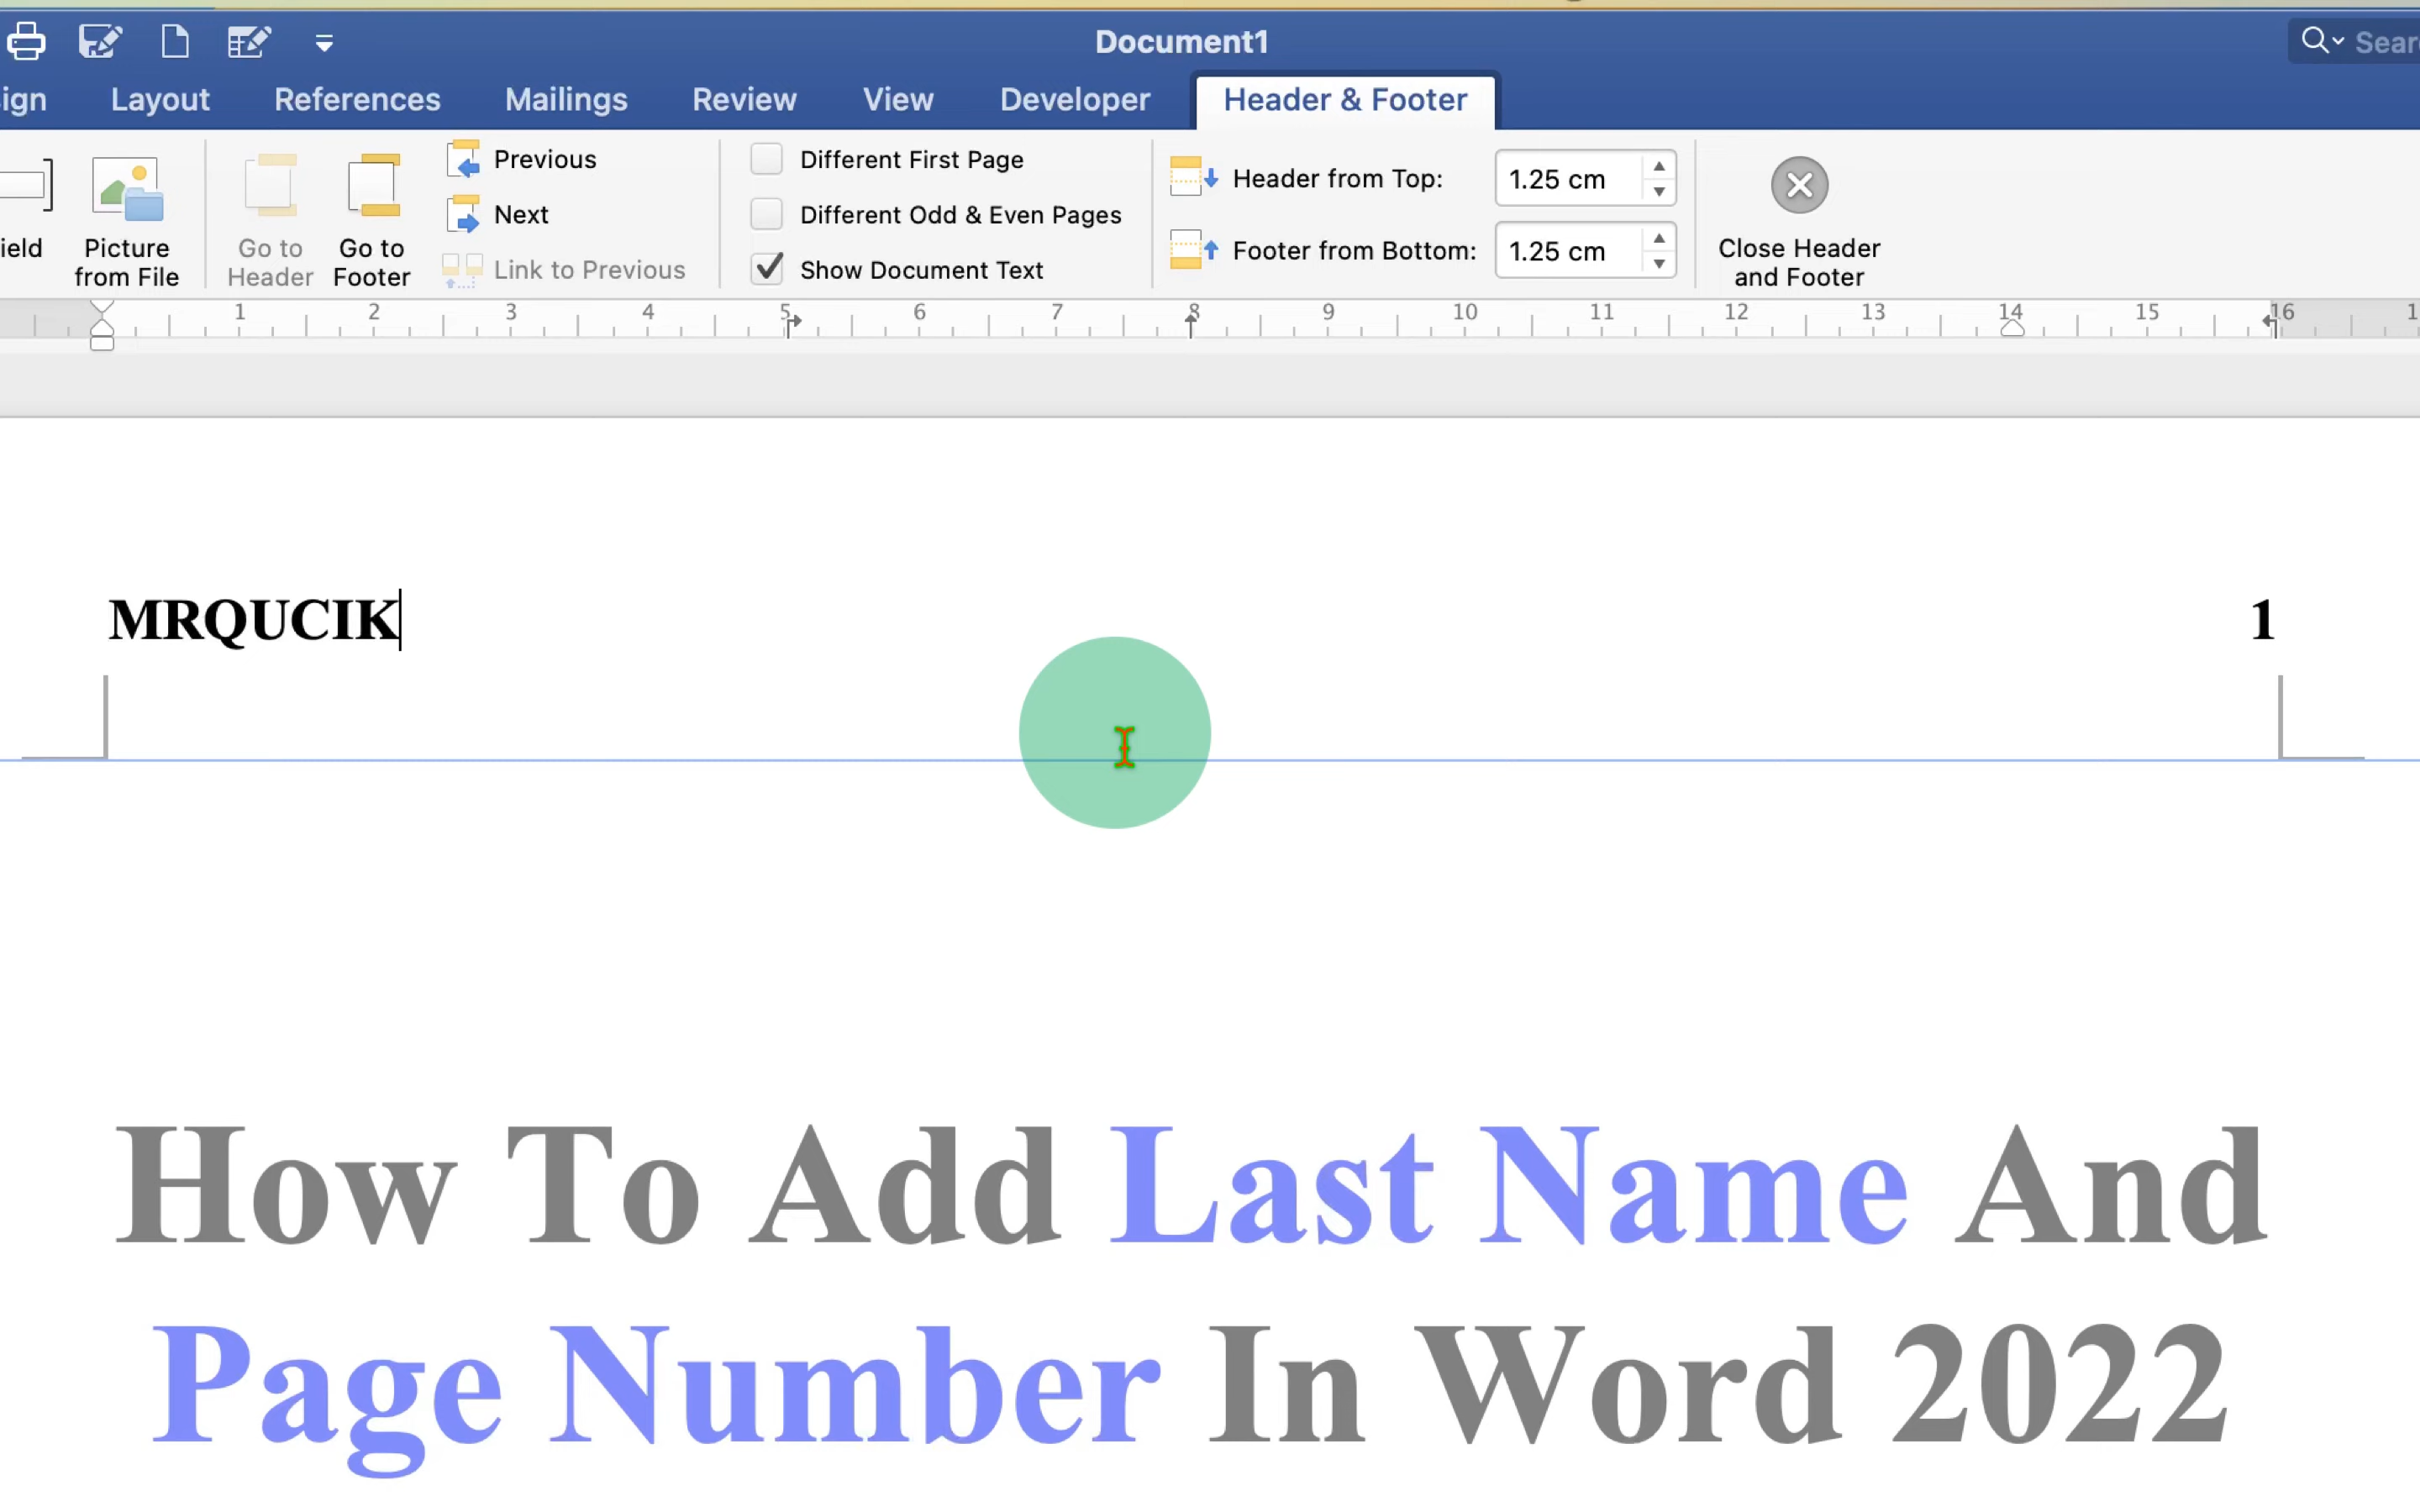 Document1
Sear
ign Layout References Mailings Review View Developer Header & Footer
ield
Picture
from File
Go to
Header
Go to
Footer
Previous
Next
Link to Previous
Different First Page
Different Odd & Even Pages
Show Document Text
Header from Top: 1.25 cm
Footer from Bottom: 1.25 cm
Close Header
and Footer
1 2 3 4 5 6 7 8 9 10 11 12 13 14 15 16 1
MRQUCIK 1
How To Add Last Name And
Page Number In Word 2022